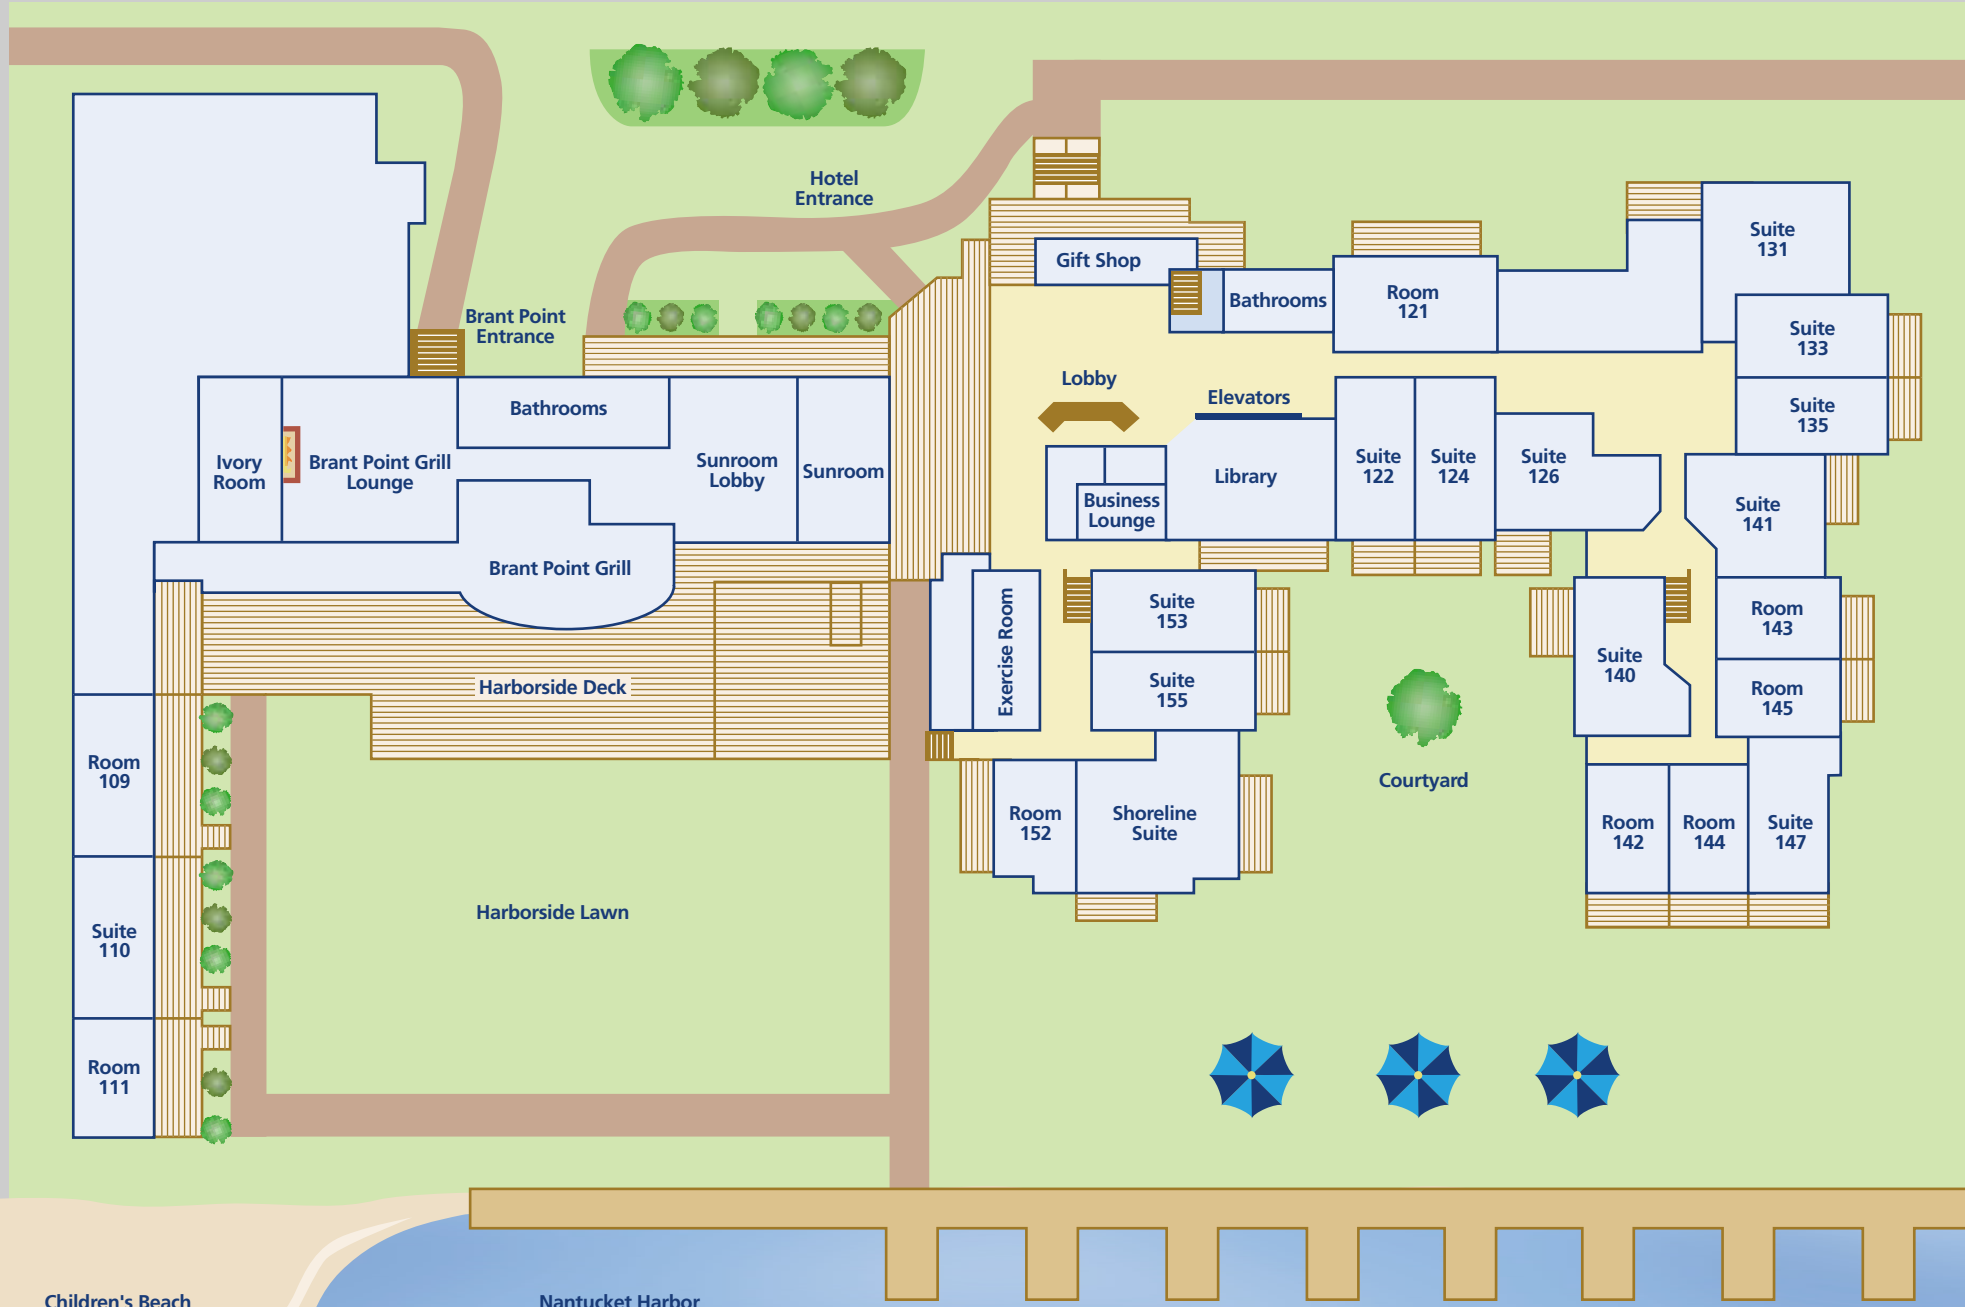 Hotel
Entrance
Gift Shop
Suite
131
Bathrooms
Room
121
Brant Point
Entrance
Suite
133
Lobby
Elevators
Bathrooms
Suite
135
Ivory
Room
Brant Point Grill
Lounge
Sunroom
Lobby
Sunroom
Library
Suite
122
Suite
124
Suite
126
Business
Lounge
Suite
141
Brant Point Grill
Exercise Room
Suite
153
Room
143
Suite
140
Harborside Deck
Suite
155
Room
145
Room
109
Courtyard
Room
152
Shoreline
Suite
Room
142
Room
144
Suite
147
Harborside Lawn
Suite
110
Room
111
Children's Beach
Nantucket Harbor